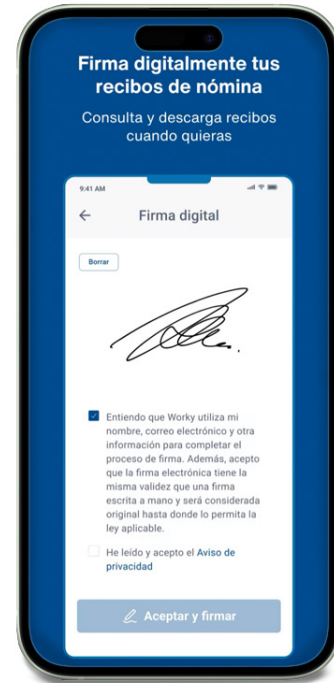 Firma digitalmente tus
recibos de nómina
Consulta y descarga recibos
cuando quieras
9:41 AM
Firma digital
Borrar
Entiendo que Worky utiliza mi
nombre, correo electrónico y otra
información para completar el
proceso de firma. Además, acepto
que la firma electrónica tiene la
misma validez que una firma
escrita a mano y será considerada
original hasta donde lo permita la
ley aplicable.
He leído y acepto el Aviso de
privacidad
Aceptar y firmar